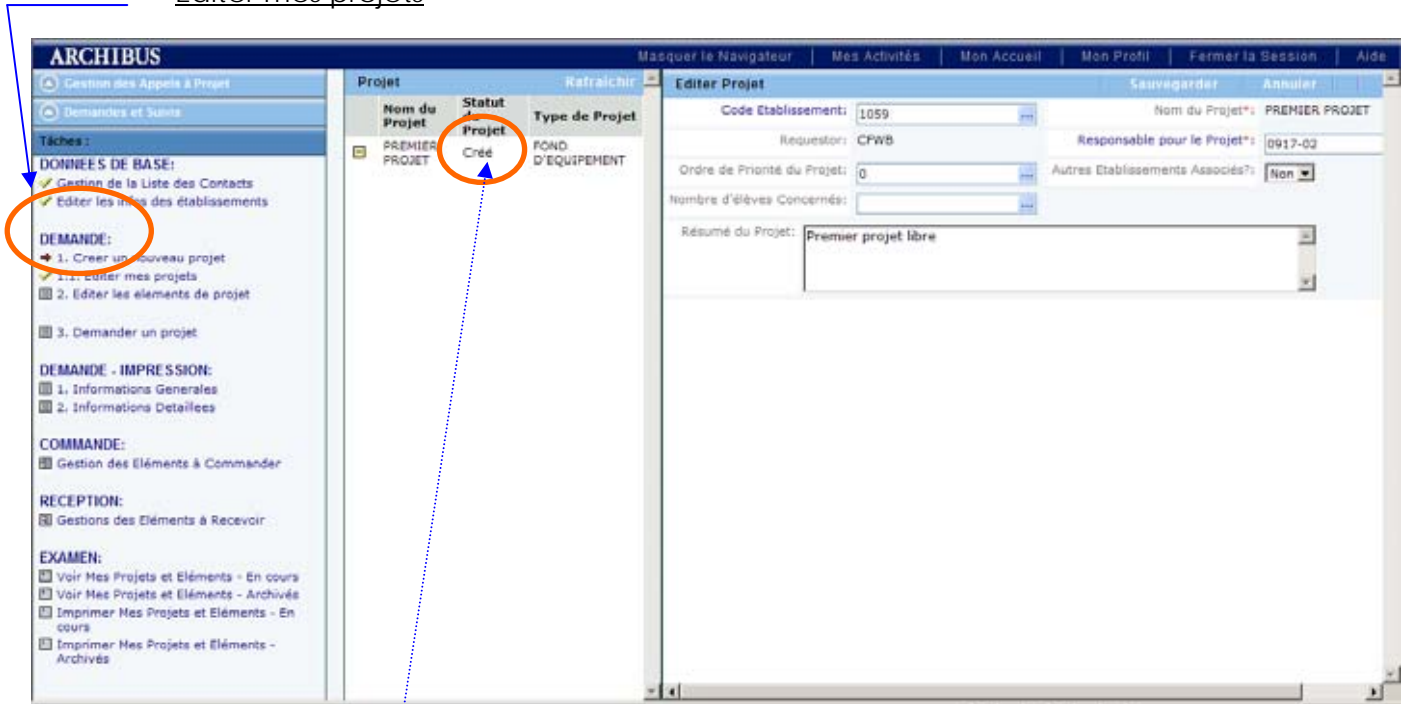 Editer mes projets
ARCHIBUS
Masquer le Navigateur | Mes Activités | Mon Accueil | Mon Profil | Fermer la Session | Aide
Gestion des Appels à Projet
Demandes et Suivis
Tâches :
DONNEES DE BASE:
Gestion de la Liste des Contacts
Editer les infos des établissements
DEMANDE:
1. Creer un nouveau projet
1.1. Editer mes projets
2. Editer les elements de projet
3. Demander un projet
DEMANDE - IMPRESSION:
1. Informations Generales
2. Informations Detaillees
COMMANDE:
Gestion des Eléments à Commander
RECEPTION:
Gestions des Eléments à Recevoir
EXAMEN:
Voir Mes Projets et Eléments - En cours
Voir Mes Projets et Eléments - Archivés
Imprimer Mes Projets et Eléments - En
cours
Imprimer Mes Projets et Eléments -
Archivés
Projet Rafraichir
Nom du Projet Statut du Projet Type de Projet
PREMIER PROJET Créé FOND D'EQUIPEMENT
Editer Projet Sauvegarder Annuler
Code Etablissement: 1059 ... Nom du Projet*: PREMIER PROJET
Requestor: CFWB Responsable pour le Projet*: 0917-02
Ordre de Priorité du Projet: 0 ... Autres Etablissements Associés?: Non
Nombre d'élèves Concernés: ...
Résumé du Projet: Premier projet libre